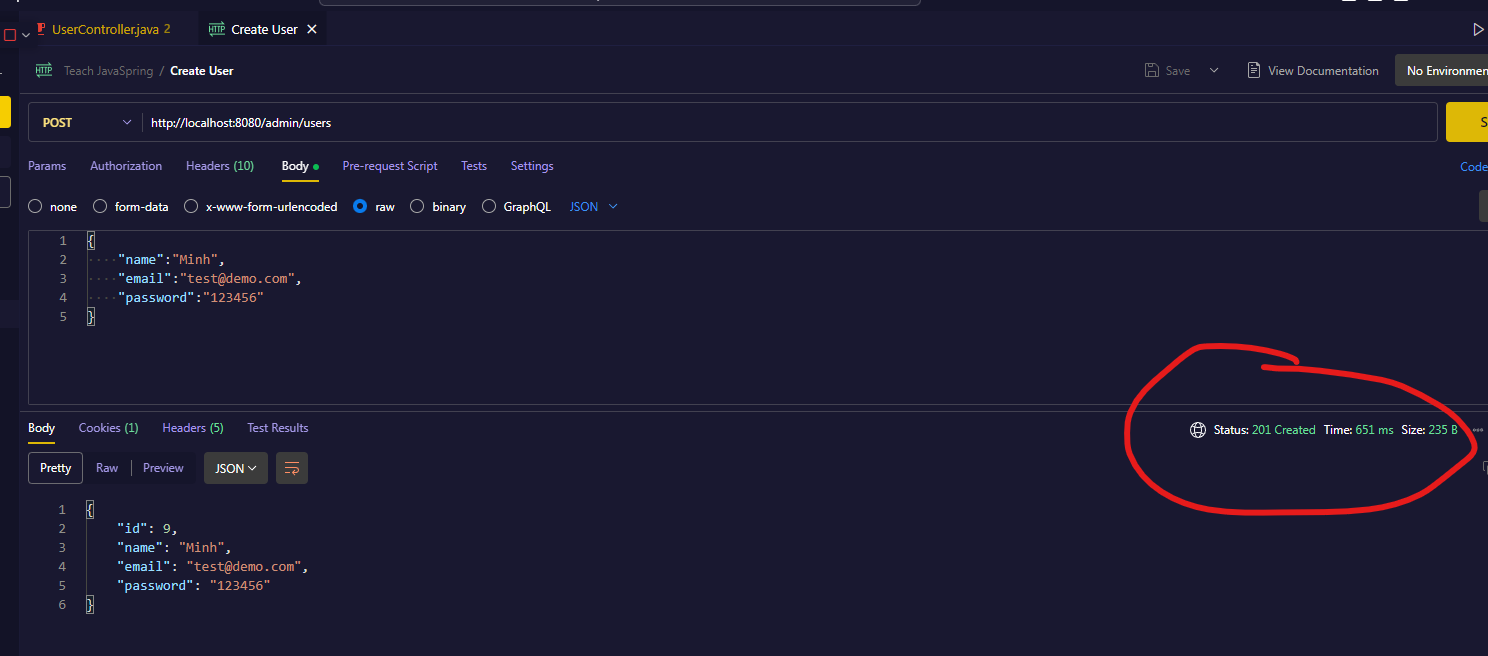 UserController.java 2
HTTP Create User
HTTP Teach JavaSpring / Create User
Save View Documentation No Environmen
POST http://localhost:8080/admin/users
Params Authorization Headers (10) Body Pre-request Script Tests Settings
Code
none form-data x-www-form-urlencoded raw binary GraphQL JSON
1 {
2 "name":"Minh",
3 "email":"test@demo.com",
4 "password":"123456"
5 }
Body Cookies (1) Headers (5) Test Results
Status: 201 Created Time: 651 ms Size: 235 B
Pretty Raw Preview JSON
1 {
2 "id": 9,
3 "name": "Minh",
4 "email": "test@demo.com",
5 "password": "123456"
6 }